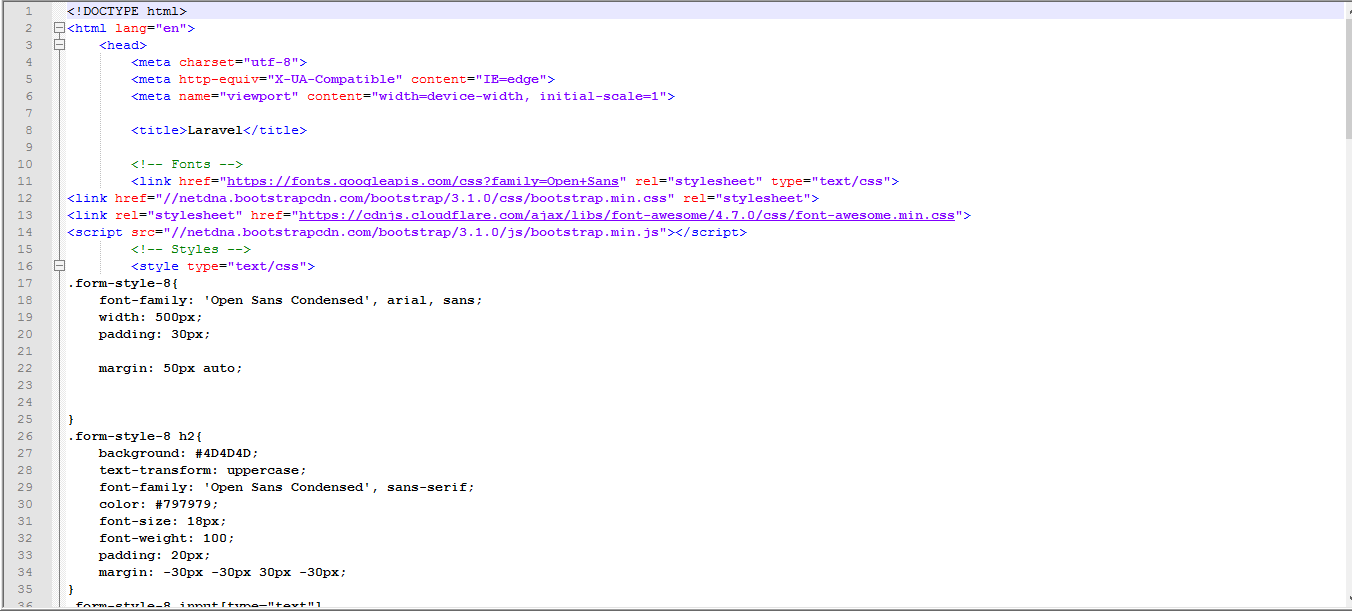 1 <!DOCTYPE html>
2 <html lang="en">
3 <head>
4 <meta charset="utf-8">
5 <meta http-equiv="X-UA-Compatible" content="IE=edge">
6 <meta name="viewport" content="width=device-width, initial-scale=1">
7
8 <title>Laravel</title>
9
10 <!-- Fonts -->
11 <link href="https://fonts.googleapis.com/css?family=Open+Sans" rel="stylesheet" type="text/css">
12 <link href="//netdna.bootstrapcdn.com/bootstrap/3.1.0/css/bootstrap.min.css" rel="stylesheet">
13 <link rel="stylesheet" href="https://cdnjs.cloudflare.com/ajax/libs/font-awesome/4.7.0/css/font-awesome.min.css">
14 <script src="//netdna.bootstrapcdn.com/bootstrap/3.1.0/js/bootstrap.min.js"></script>
15 <!-- Styles -->
16 <style type="text/css">
17 .form-style-8{
18 font-family: 'Open Sans Condensed', arial, sans;
19 width: 500px;
20 padding: 30px;
21
22 margin: 50px auto;
23
24
25 }
26 .form-style-8 h2{
27 background: #4D4D4D;
28 text-transform: uppercase;
29 font-family: 'Open Sans Condensed', sans-serif;
30 color: #797979;
31 font-size: 18px;
32 font-weight: 100;
33 padding: 20px;
34 margin: -30px -30px 30px -30px;
35 }
36 .form-style-8 input[type="text"],